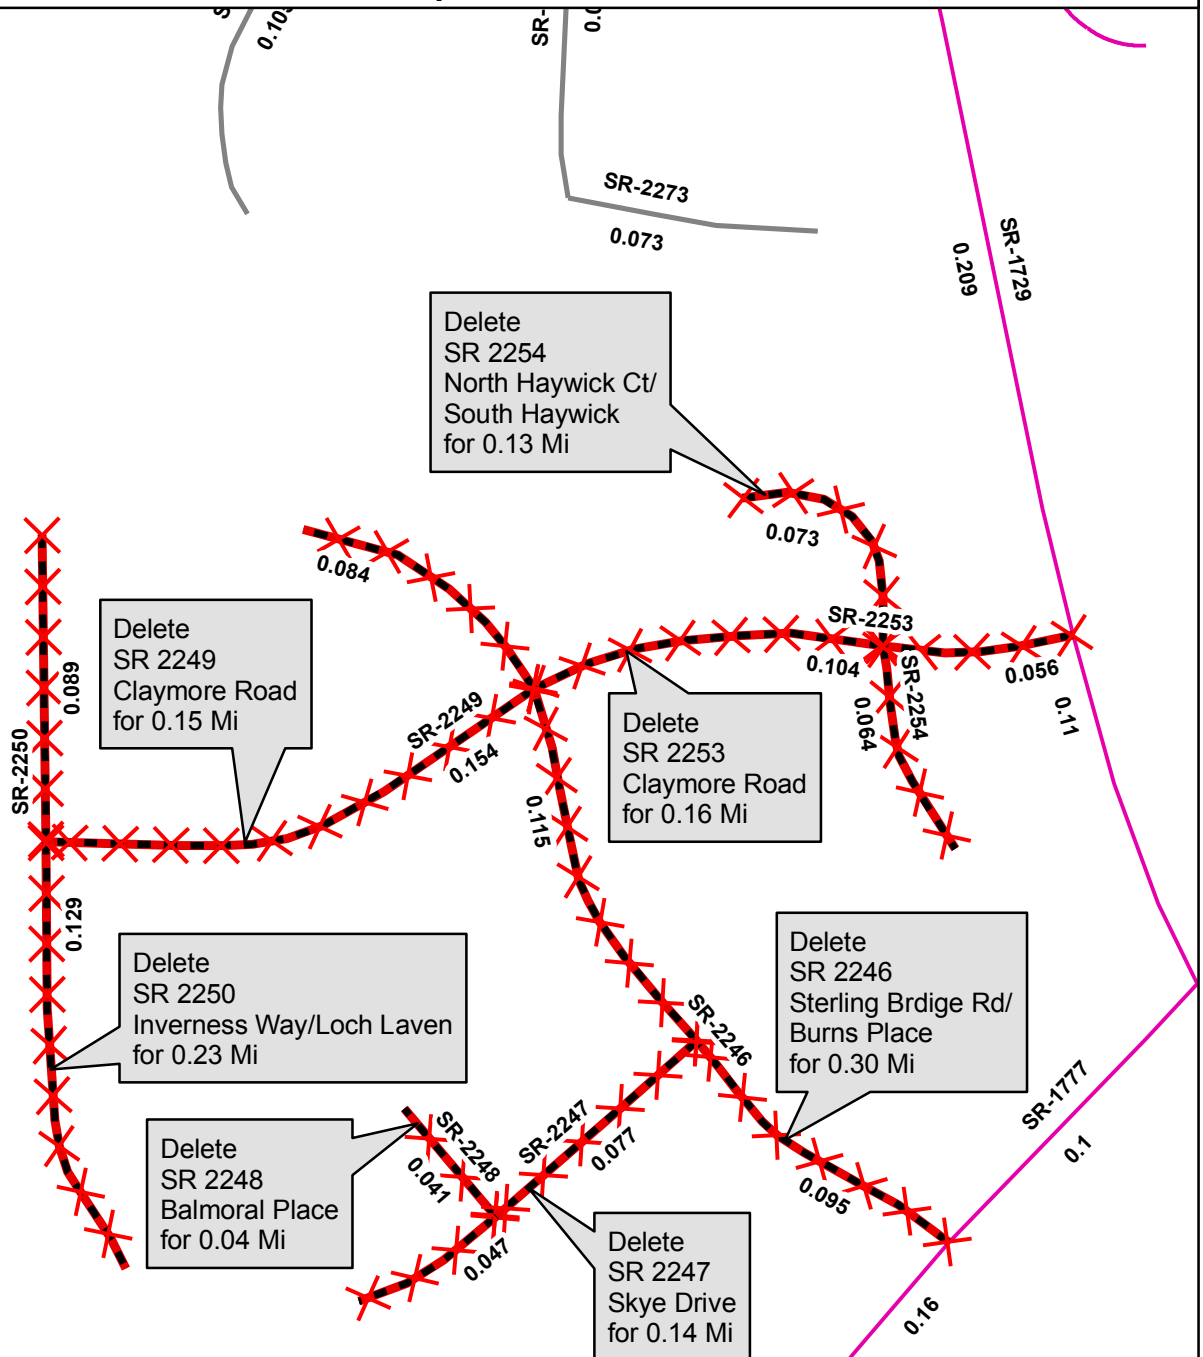 0.103
SR-
SR-2273
0.073
SR-1729
0.209
Delete
SR 2254
North Haywick Ct/
South Haywick
for 0.13 Mi
0.073
0.084
SR-2253
0.104
0.056
SR-2254
0.064
0.11
Delete
SR 2249
Claymore Road
for 0.15 Mi
0.089
SR-2250
SR-2249
0.154
Delete
SR 2253
Claymore Road
for 0.16 Mi
0.115
0.129
Delete
SR 2250
Inverness Way/Loch Laven
for 0.23 Mi
Delete
SR 2246
Sterling Brdige Rd/
Burns Place
for 0.30 Mi
SR-2246
SR-1777
0.1
Delete
SR 2248
Balmoral Place
for 0.04 Mi
SR-2248
0.041
SR-2247
0.077
0.095
0.047
Delete
SR 2247
Skye Drive
for 0.14 Mi
0.16